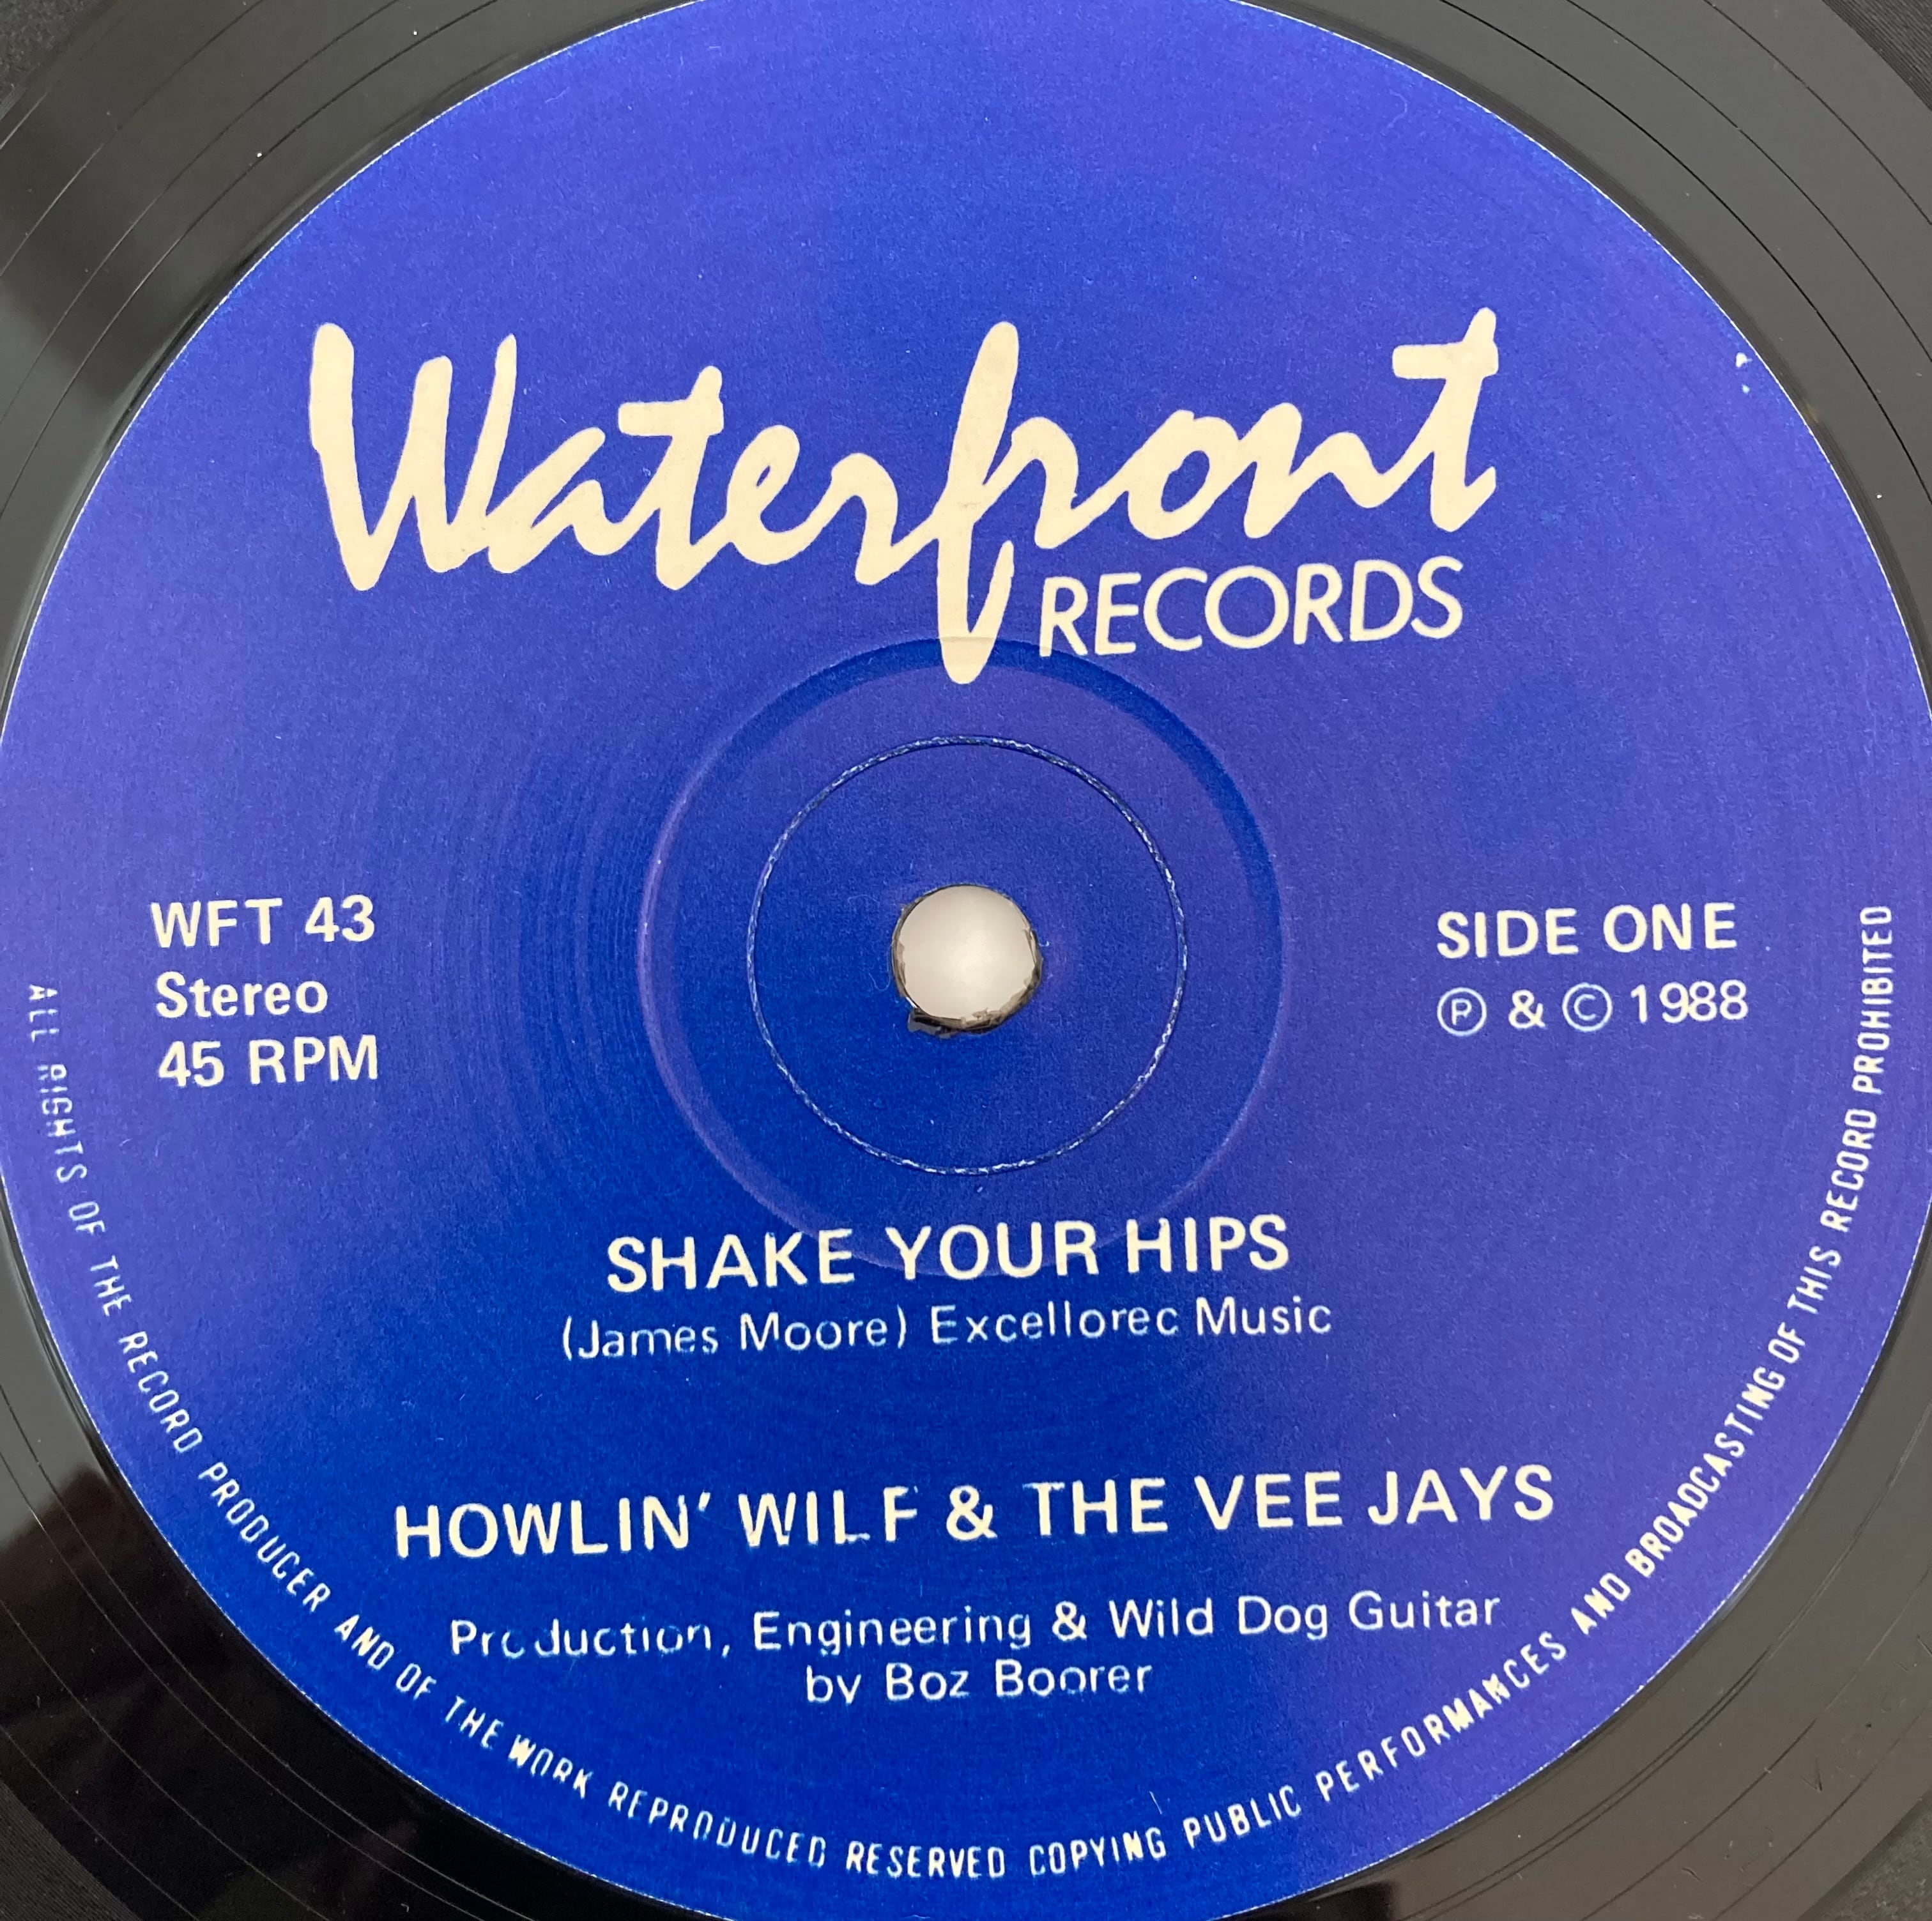 Waterfront
RECORDS
WFT 43
Stereo
45 RPM
SIDE ONE
Ⓟ & © 1988
SHAKE YOUR HIPS
(James Moore) Excellorec Music
HOWLIN' WILF & THE VEE JAYS
Production, Engineering & Wild Dog Guitar
by Boz Boorer
ALL RIGHTS OF THE RECORD PRODUCER AND OF THE WORK REPRODUCED RESERVED COPYING PUBLIC PERFORMANCES AND BROADCASTING OF THIS RECORD PROHIBITED